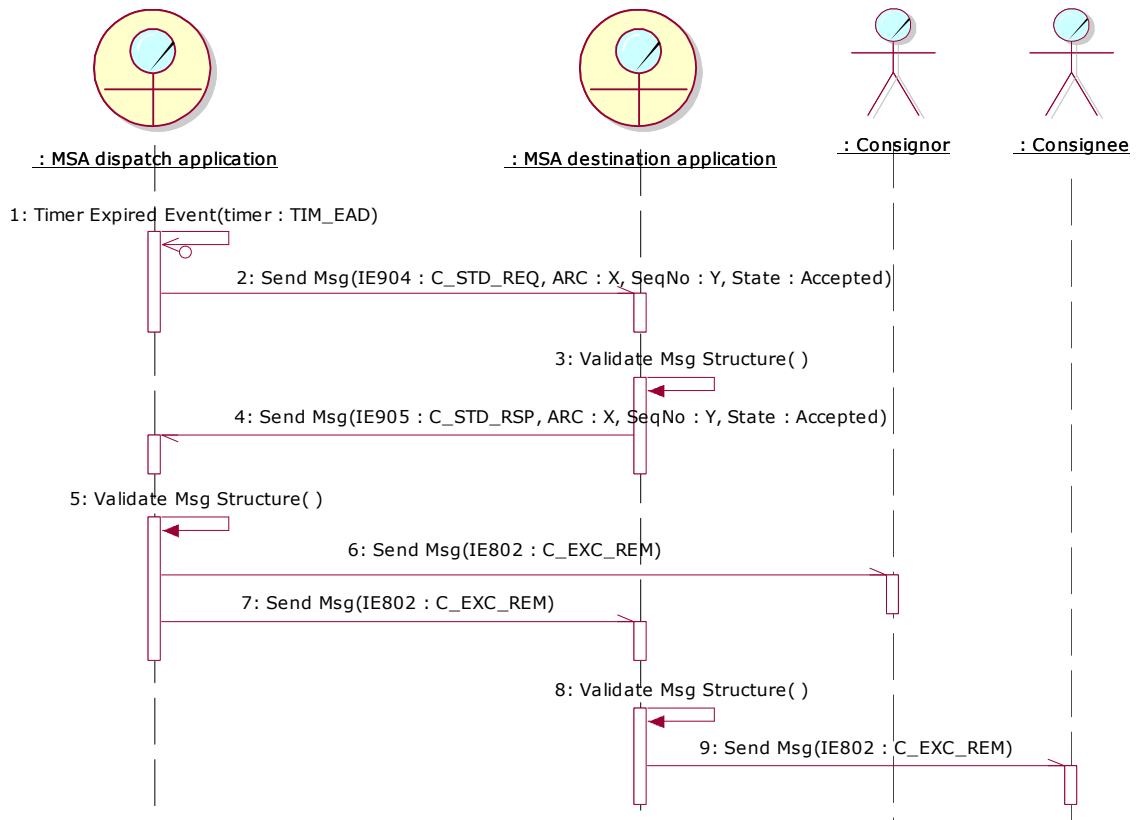 : MSA dispatch application
: MSA destination application
: Consignor
: Consignee
1: Timer Expired Event(timer : TIM_EAD)
2: Send Msg(IE904 : C_STD_REQ, ARC : X, SeqNo : Y, State : Accepted)
3: Validate Msg Structure( )
4: Send Msg(IE905 : C_STD_RSP, ARC : X, SeqNo : Y, State : Accepted)
5: Validate Msg Structure( )
6: Send Msg(IE802 : C_EXC_REM)
7: Send Msg(IE802 : C_EXC_REM)
8: Validate Msg Structure( )
9: Send Msg(IE802 : C_EXC_REM)